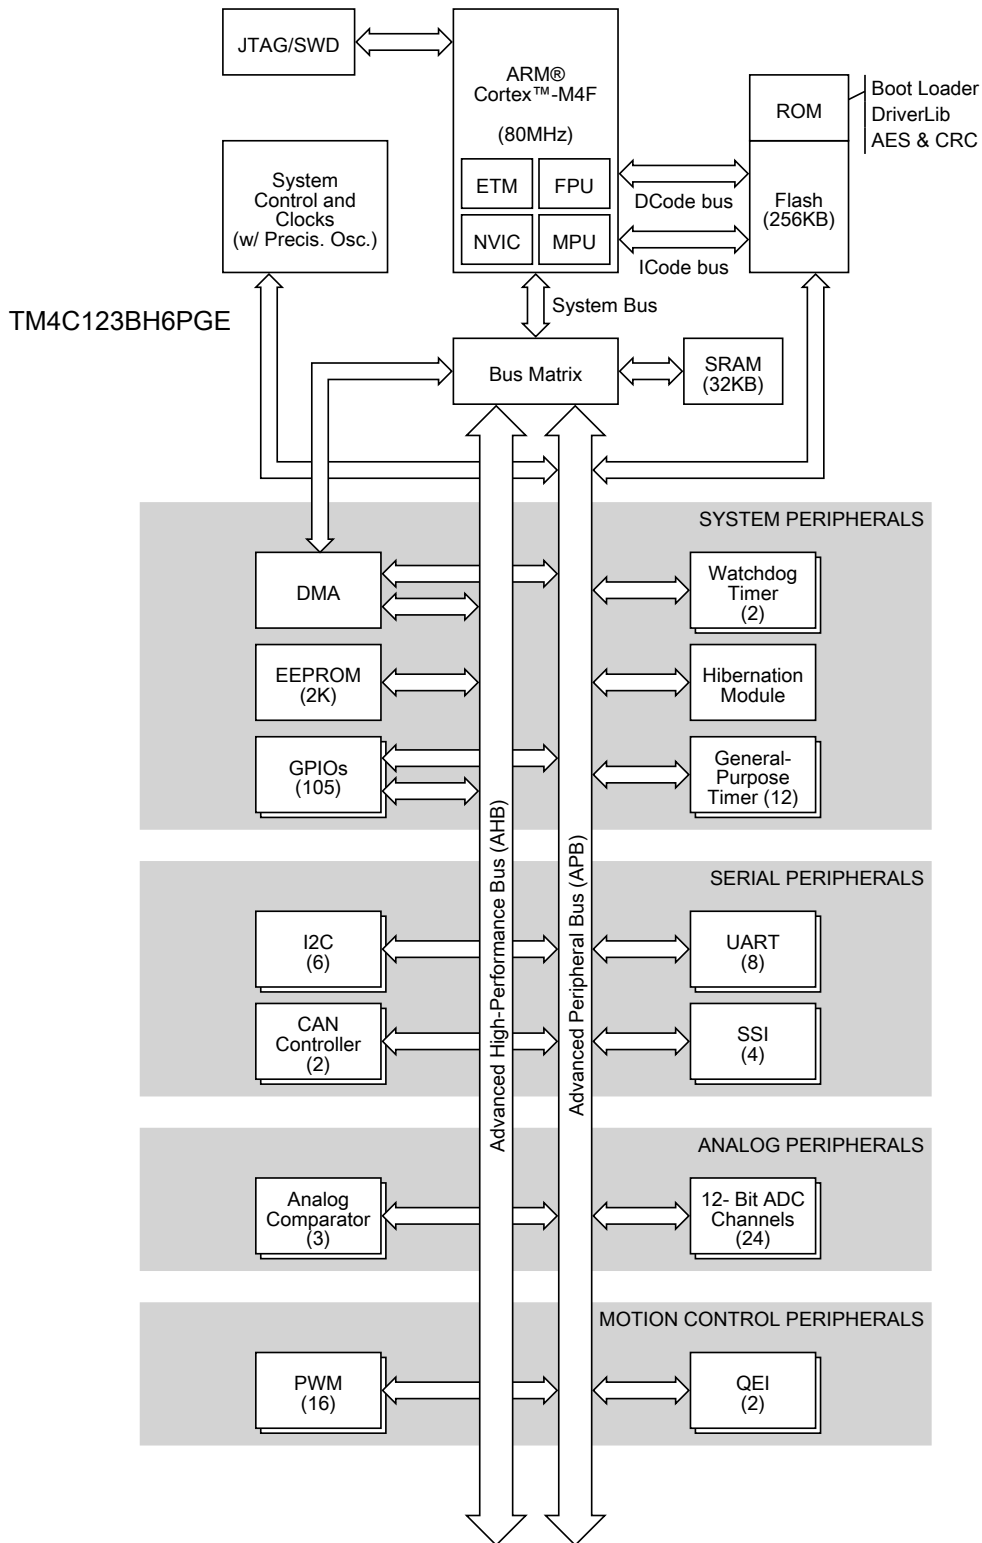 JTAG/SWD
ARM®
Cortex™-M4F
(80MHz)
ETM
FPU
NVIC
MPU
ROM
Boot Loader
DriverLib
AES & CRC
System
Control and
Clocks
(w/ Precis. Osc.)
DCode bus
Flash
(256KB)
ICode bus
System Bus
TM4C123BH6PGE
Bus Matrix
SRAM
(32KB)
SYSTEM PERIPHERALS
DMA
Watchdog
Timer
(2)
EEPROM
(2K)
Hibernation
Module
GPIOs
(105)
General-
Purpose
Timer (12)
Advanced High-Performance Bus (AHB)
Advanced Peripheral Bus (APB)
SERIAL PERIPHERALS
I2C
(6)
UART
(8)
CAN
Controller
(2)
SSI
(4)
ANALOG PERIPHERALS
Analog
Comparator
(3)
12- Bit ADC
Channels
(24)
MOTION CONTROL PERIPHERALS
PWM
(16)
QEI
(2)